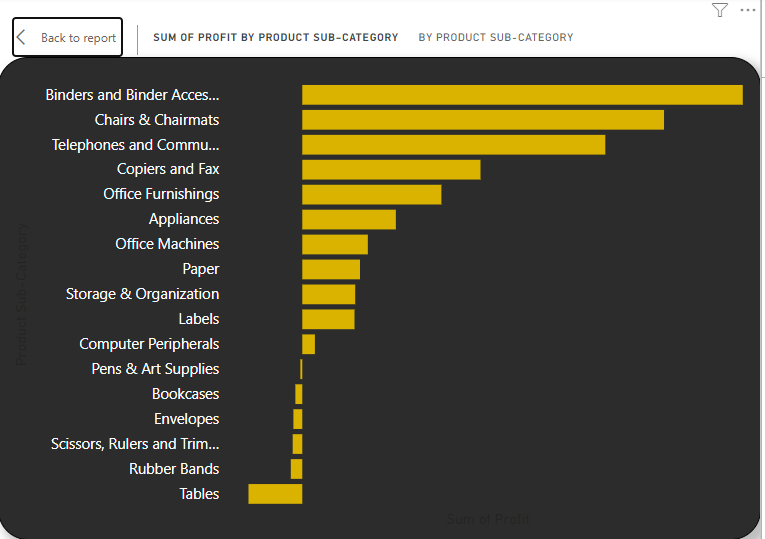 Back to report
SUM OF PROFIT BY PRODUCT SUB-CATEGORY
BY PRODUCT SUB-CATEGORY
Binders and Binder Acces...
Chairs & Chairmats
Telephones and Commu...
Copiers and Fax
Office Furnishings
Appliances
Office Machines
Paper
Storage & Organization
Labels
Computer Peripherals
Pens & Art Supplies
Bookcases
Envelopes
Scissors, Rulers and Trim...
Rubber Bands
Tables
Product Sub-Category
Sum of Profit